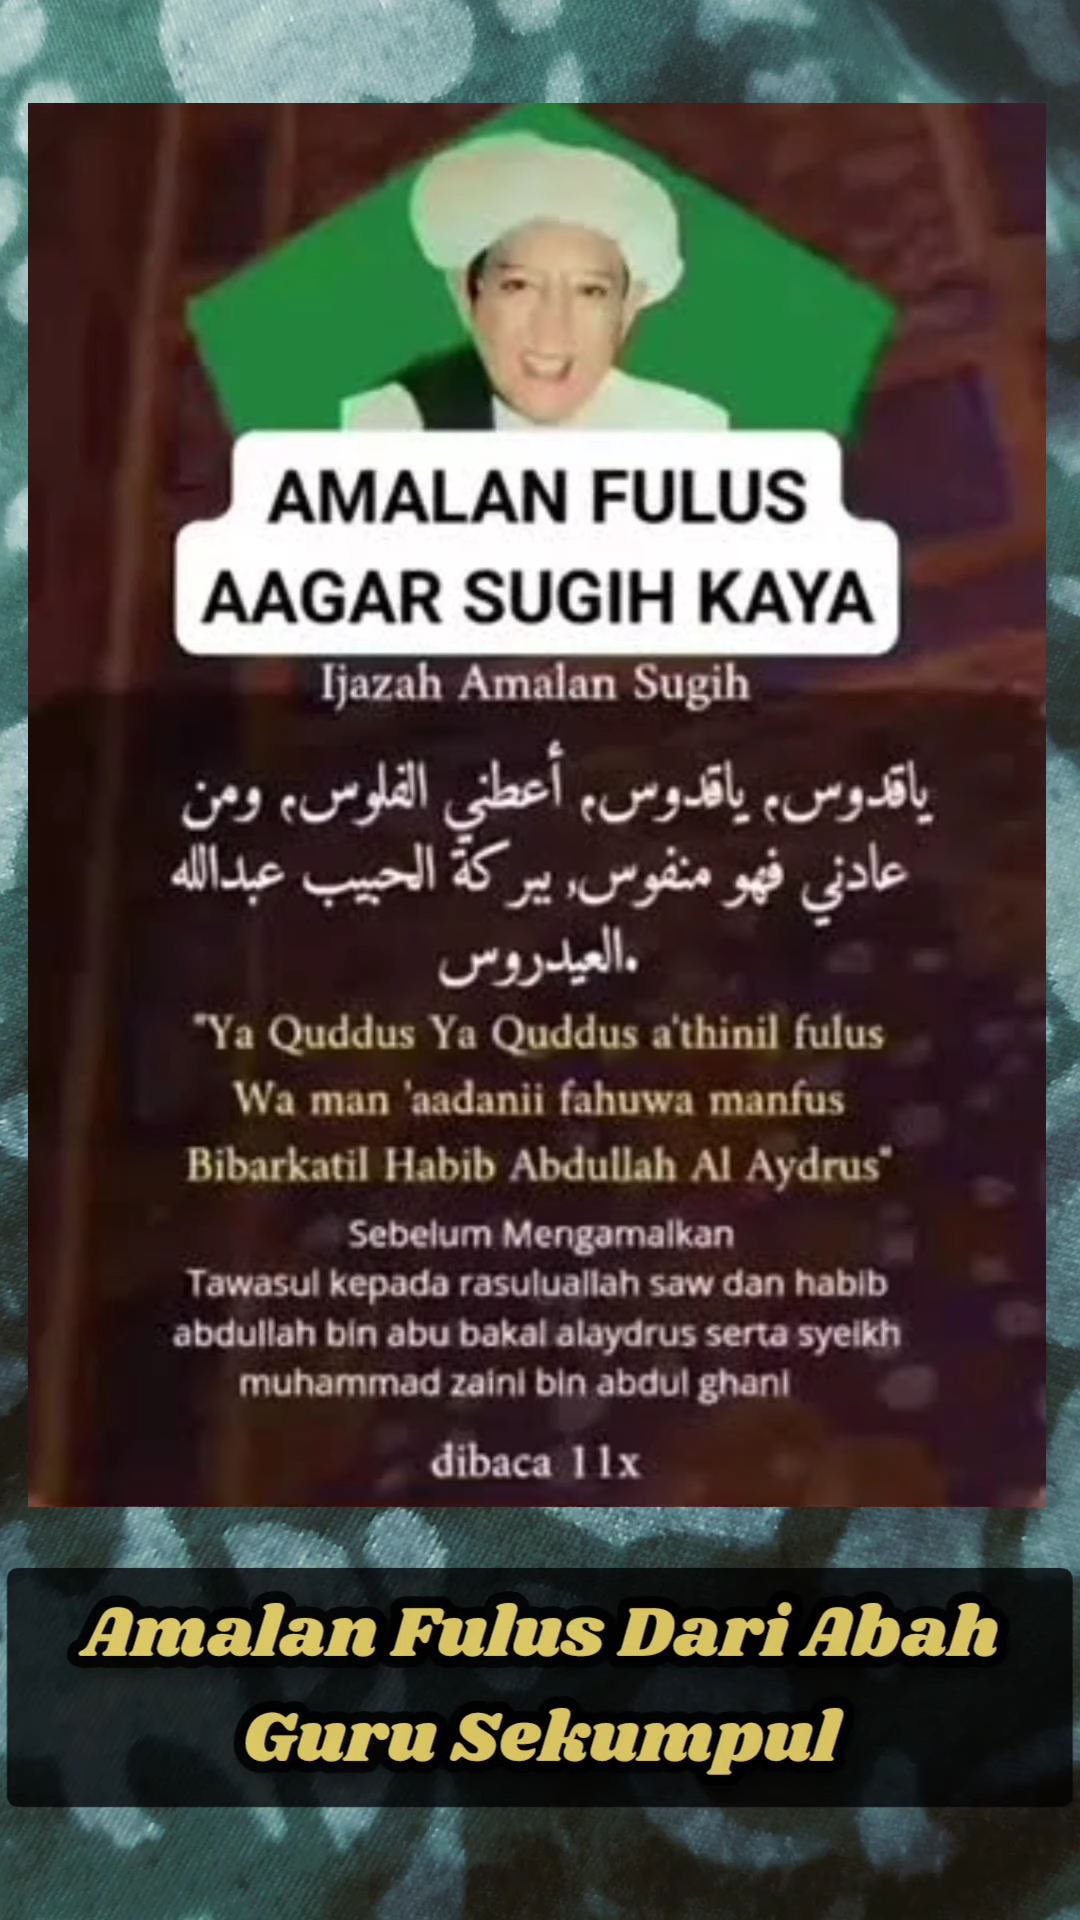 AMALAN FULUS
AAGAR SUGIH KAYA
Ijazah Amalan Sugih
ياقدوس، ياقدوس، أعطني الفلوس، ومن
عادني فهو منفوس، ببركة الحبيب عبدالله
العيدروس.
"Ya Quddus Ya Quddus a'thinil fulus
Wa man 'aadanii fahuwa manfus
Bibarkatil Habib Abdullah Al Aydrus"
Sebelum Mengamalkan
Tawasul kepada rasuluallah saw dan habib
abdullah bin abu bakal alaydrus serta syeikh
muhammad zaini bin abdul ghani
dibaca 11x
Amalan Fulus Dari Abah
Guru Sekumpul